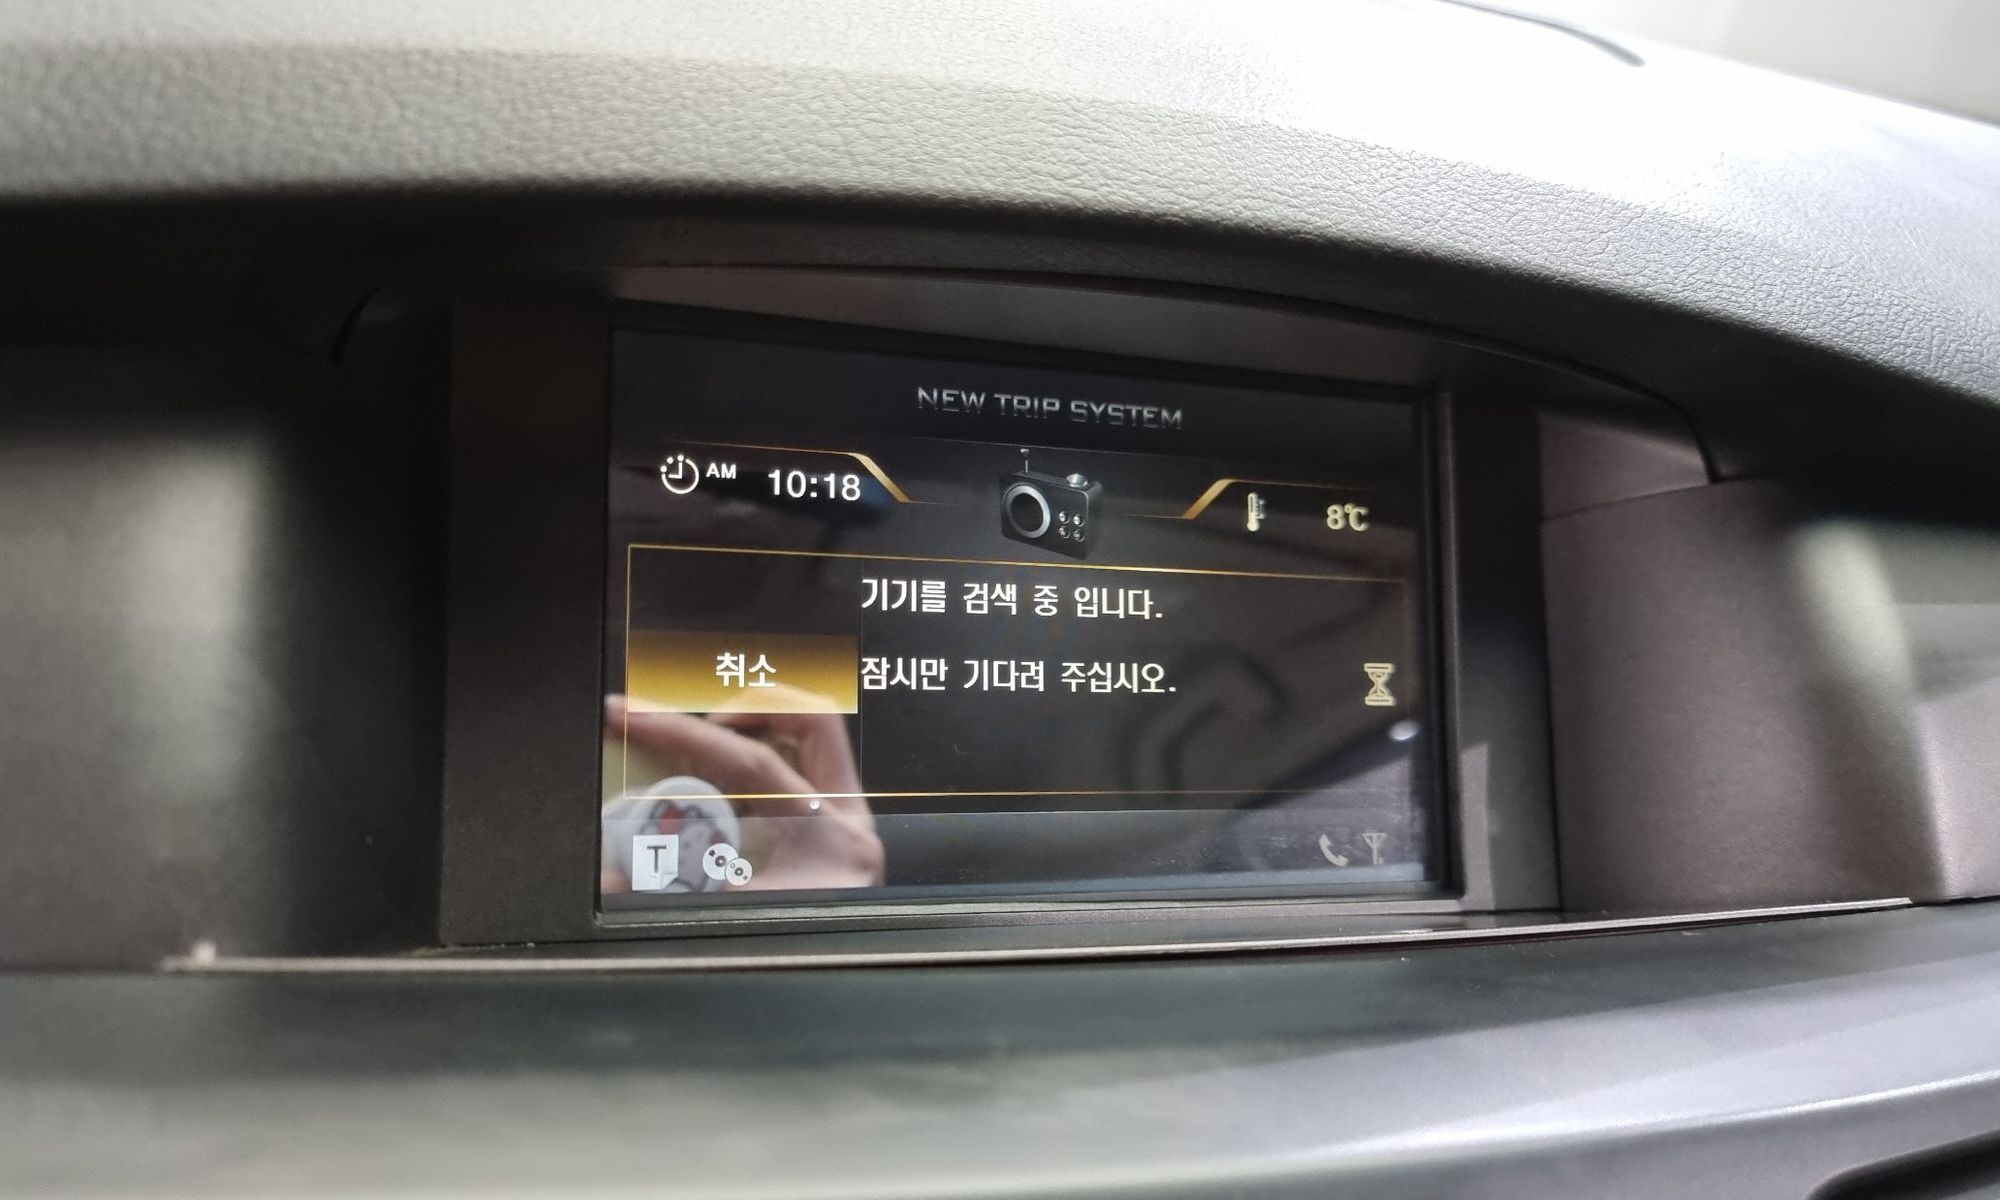 NEW TRIP SYSTEM
AM 10:18
8℃
기기를 검색 중 입니다.
취소
잠시만 기다려 주십시오.
T